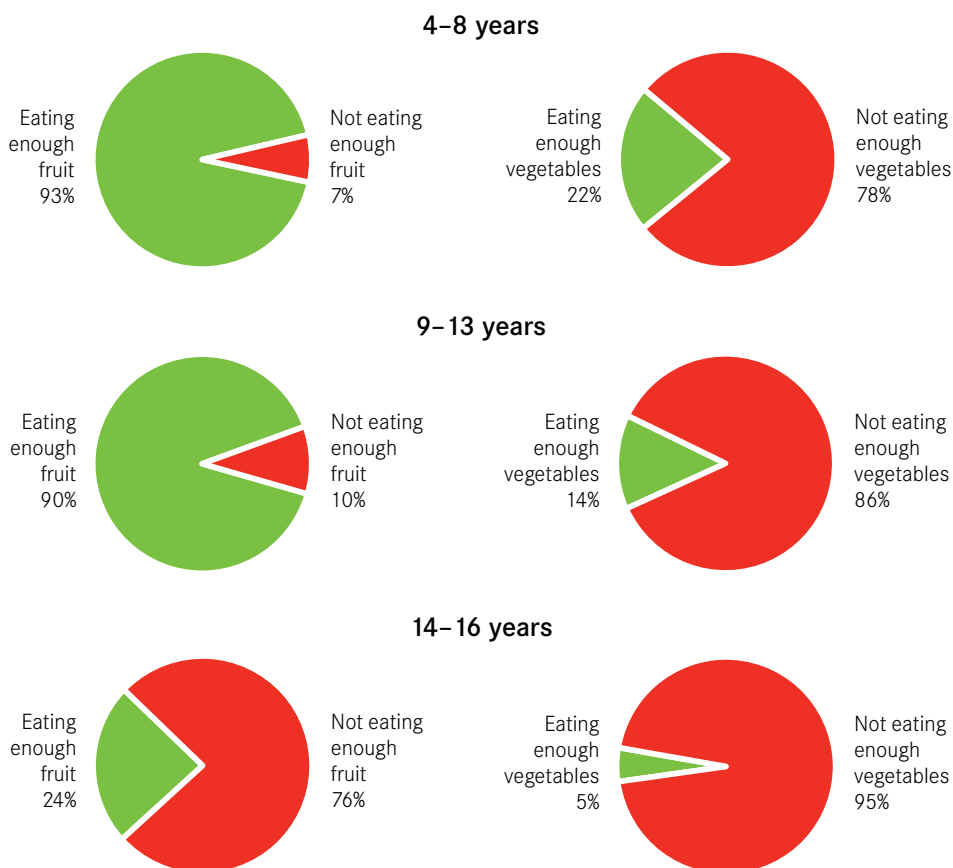 4–8 years
Eating
enough
fruit
93%
Not eating
enough
fruit
7%
Eating
enough
vegetables
22%
Not eating
enough
vegetables
78%
9–13 years
Eating
enough
fruit
90%
Not eating
enough
fruit
10%
Eating
enough
vegetables
14%
Not eating
enough
vegetables
86%
14–16 years
Eating
enough
fruit
24%
Not eating
enough
fruit
76%
Eating
enough
vegetables
5%
Not eating
enough
vegetables
95%